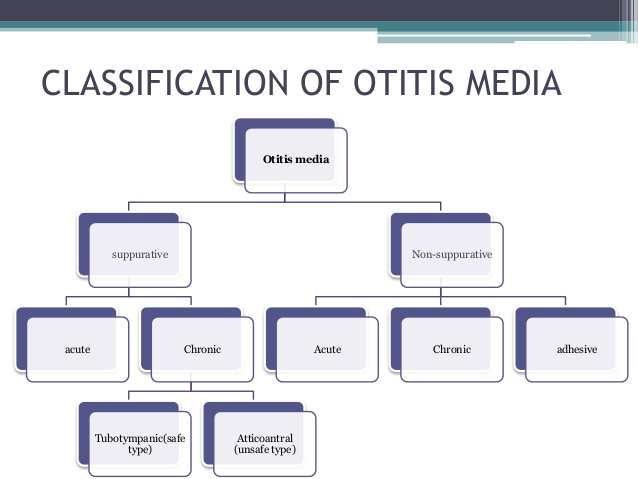 CLASSIFICATION OF OTITIS MEDIA
Otitis media
suppurative
Non-suppurative
acute
Chronic
Acute
Chronic
adhesive
Tubotympanic(safe
type)
Atticoantral
(unsafe type)